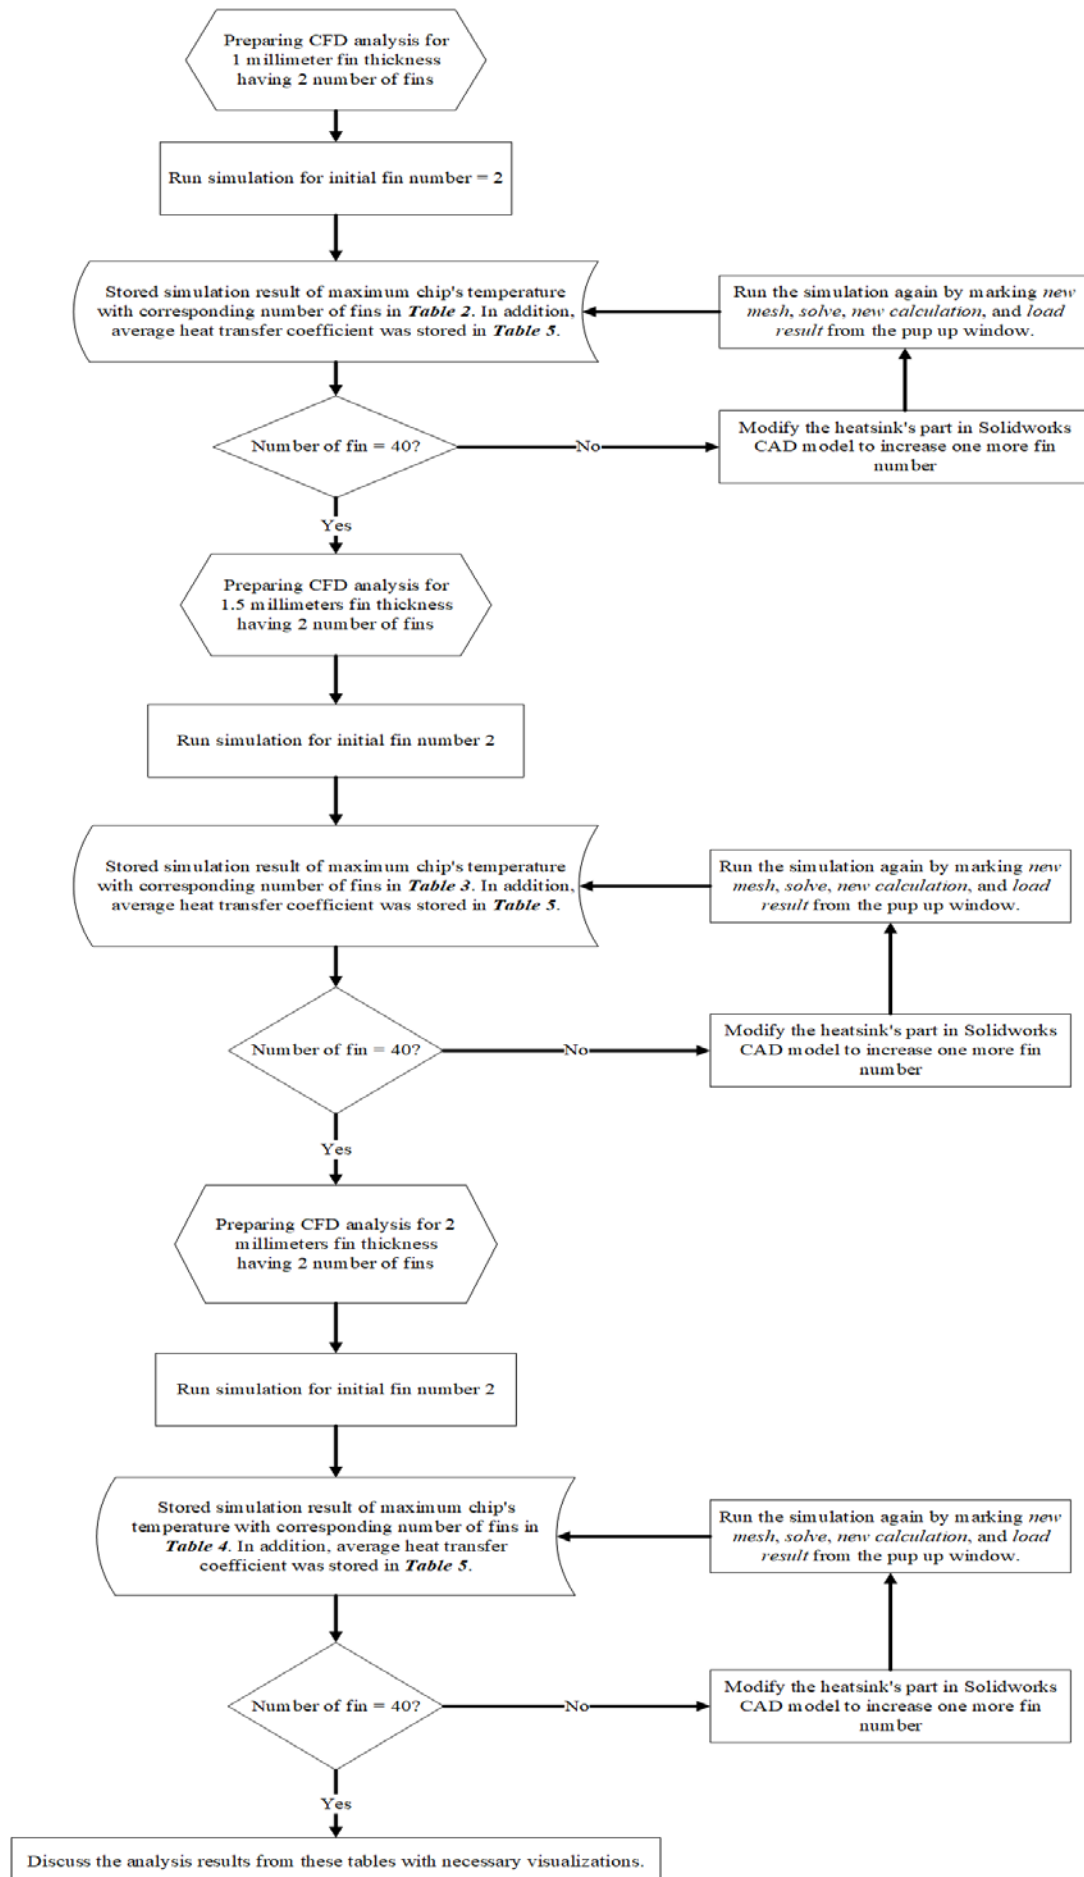 Preparing CFD analysis for
1 millimeter fin thickness
having 2 number of fins
Run simulation for initial fin number = 2
Stored simulation result of maximum chip's temperature
with corresponding number of fins in Table 2. In addition,
average heat transfer coefficient was stored in Table 5.
Run the simulation again by marking new
mesh, solve, new calculation, and load
result from the pup up window.
Number of fin = 40?
No
Modify the heatsink's part in Solidworks
CAD model to increase one more fin
number
Yes
Preparing CFD analysis for
1.5 millimeters fin thickness
having 2 number of fins
Run simulation for initial fin number 2
Stored simulation result of maximum chip's temperature
with corresponding number of fins in Table 3. In addition,
average heat transfer coefficient was stored in Table 5.
Run the simulation again by marking new
mesh, solve, new calculation, and load
result from the pup up window.
Number of fin = 40?
No
Modify the heatsink's part in Solidworks
CAD model to increase one more fin
number
Yes
Preparing CFD analysis for 2
millimeters fin thickness
having 2 number of fins
Run simulation for initial fin number 2
Stored simulation result of maximum chip's
temperature with corresponding number of fins in
Table 4. In addition, average heat transfer
coefficient was stored in Table 5.
Run the simulation again by marking new
mesh, solve, new calculation, and load
result from the pup up window.
Number of fin = 40?
No
Modify the heatsink's part in Solidworks
CAD model to increase one more fin
number
Yes
Discuss the analysis results from these tables with necessary visualizations.